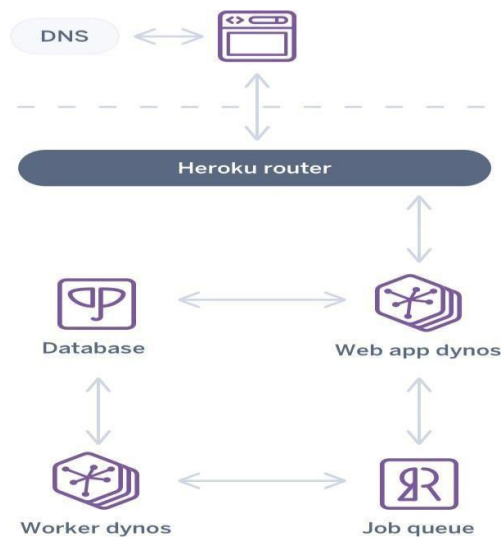 DNS
Heroku router
Database
Web app dynos
Worker dynos
Job queue